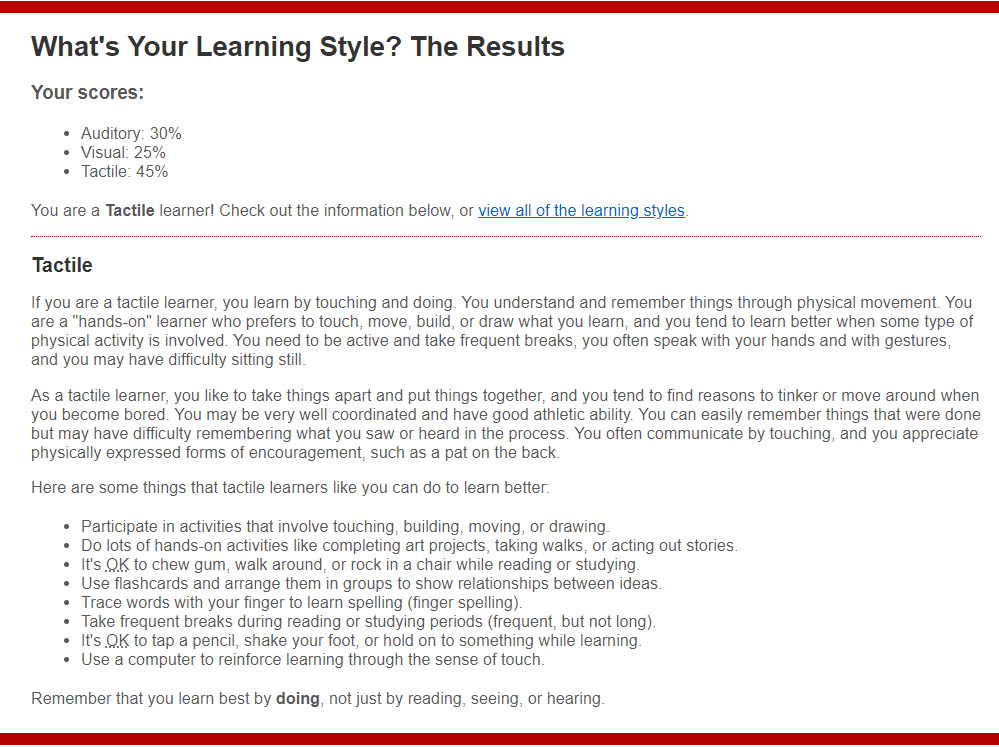 What's Your Learning Style? The Results
Your scores:
• Auditory: 30%
• Visual: 25%
• Tactile: 45%
You are a Tactile learner! Check out the information below, or view all of the learning styles.
Tactile
If you are a tactile learner, you learn by touching and doing. You understand and remember things through physical movement. You
are a "hands-on" learner who prefers to touch, move, build, or draw what you learn, and you tend to learn better when some type of
physical activity is involved. You need to be active and take frequent breaks, you often speak with your hands and with gestures,
and you may have difficulty sitting still.
As a tactile learner, you like to take things apart and put things together, and you tend to find reasons to tinker or move around when
you become bored. You may be very well coordinated and have good athletic ability. You can easily remember things that were done
but may have difficulty remembering what you saw or heard in the process. You often communicate by touching, and you appreciate
physically expressed forms of encouragement, such as a pat on the back.
Here are some things that tactile learners like you can do to learn better:
• Participate in activities that involve touching, building, moving, or drawing.
• Do lots of hands-on activities like completing art projects, taking walks, or acting out stories.
• It's OK to chew gum, walk around, or rock in a chair while reading or studying.
• Use flashcards and arrange them in groups to show relationships between ideas.
• Trace words with your finger to learn spelling (finger spelling).
• Take frequent breaks during reading or studying periods (frequent, but not long).
• It's OK to tap a pencil, shake your foot, or hold on to something while learning.
• Use a computer to reinforce learning through the sense of touch.
Remember that you learn best by doing, not just by reading, seeing, or hearing.